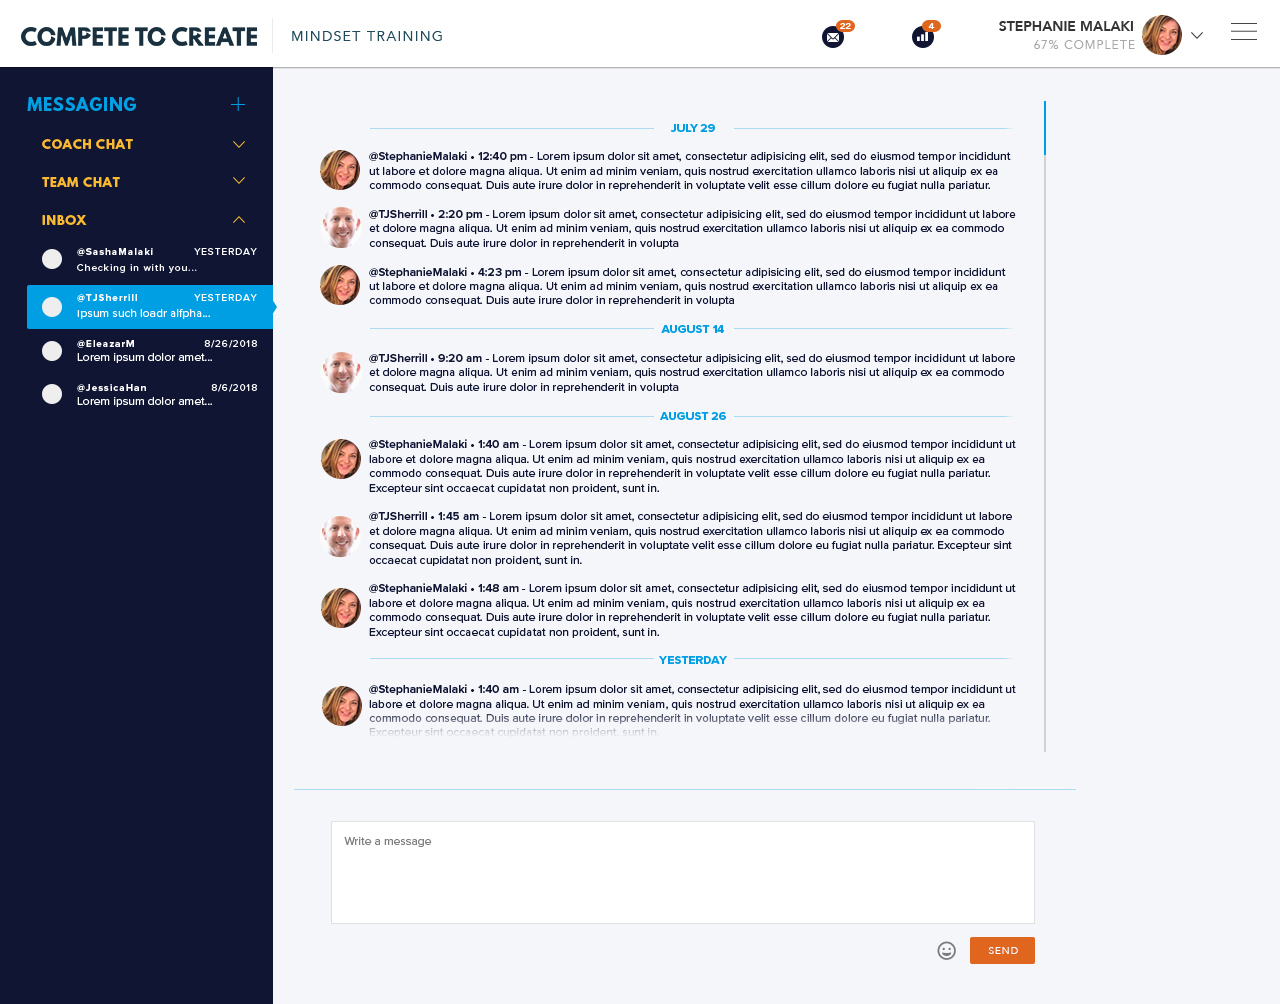 COMPETE TO CREATE
MINDSET TRAINING
22
4
STEPHANIE MALAKI
67% COMPLETE
MESSAGING
COACH CHAT
TEAM CHAT
INBOX
@SashaMalaki YESTERDAY
Checking in with you...
@TJSherrill YESTERDAY
Ipsum such loadr alfpha...
@EleazarM 8/26/2018
Lorem ipsum dolor amet...
@JessicaHan 8/6/2018
Lorem ipsum dolor amet...
JULY 29
@StephanieMalaki • 12:40 pm - Lorem ipsum dolor sit amet, consectetur adipisicing elit, sed do eiusmod tempor incididunt
ut labore et dolore magna aliqua. Ut enim ad minim veniam, quis nostrud exercitation ullamco laboris nisi ut aliquip ex ea
commodo consequat. Duis aute irure dolor in reprehenderit in voluptate velit esse cillum dolore eu fugiat nulla pariatur.
@TJSherrill • 2:20 pm - Lorem ipsum dolor sit amet, consectetur adipisicing elit, sed do eiusmod tempor incididunt ut labore
et dolore magna aliqua. Ut enim ad minim veniam, quis nostrud exercitation ullamco laboris nisi ut aliquip ex ea commodo
consequat. Duis aute irure dolor in reprehenderit in volupta
@StephanieMalaki • 4:23 pm - Lorem ipsum dolor sit amet, consectetur adipisicing elit, sed do eiusmod tempor incididunt
ut labore et dolore magna aliqua. Ut enim ad minim veniam, quis nostrud exercitation ullamco laboris nisi ut aliquip ex ea
commodo consequat. Duis aute irure dolor in reprehenderit in volupta
AUGUST 14
@TJSherrill • 9:20 am - Lorem ipsum dolor sit amet, consectetur adipisicing elit, sed do eiusmod tempor incididunt ut labore
et dolore magna aliqua. Ut enim ad minim veniam, quis nostrud exercitation ullamco laboris nisi ut aliquip ex ea commodo
consequat. Duis aute irure dolor in reprehenderit in volupta
AUGUST 26
@StephanieMalaki • 1:40 am - Lorem ipsum dolor sit amet, consectetur adipisicing elit, sed do eiusmod tempor incididunt ut
labore et dolore magna aliqua. Ut enim ad minim veniam, quis nostrud exercitation ullamco laboris nisi ut aliquip ex ea
commodo consequat. Duis aute irure dolor in reprehenderit in voluptate velit esse cillum dolore eu fugiat nulla pariatur.
Excepteur sint occaecat cupidatat non proident, sunt in.
@TJSherrill • 1:45 am - Lorem ipsum dolor sit amet, consectetur adipisicing elit, sed do eiusmod tempor incididunt ut labore
et dolore magna aliqua. Ut enim ad minim veniam, quis nostrud exercitation ullamco laboris nisi ut aliquip ex ea commodo
consequat. Duis aute irure dolor in reprehenderit in voluptate velit esse cillum dolore eu fugiat nulla pariatur. Excepteur sint
occaecat cupidatat non proident, sunt in.
@StephanieMalaki • 1:48 am - Lorem ipsum dolor sit amet, consectetur adipisicing elit, sed do eiusmod tempor incididunt ut
labore et dolore magna aliqua. Ut enim ad minim veniam, quis nostrud exercitation ullamco laboris nisi ut aliquip ex ea
commodo consequat. Duis aute irure dolor in reprehenderit in voluptate velit esse cillum dolore eu fugiat nulla pariatur.
Excepteur sint occaecat cupidatat non proident, sunt in.
YESTERDAY
@StephanieMalaki • 1:40 am - Lorem ipsum dolor sit amet, consectetur adipisicing elit, sed do eiusmod tempor incididunt ut
labore et dolore magna aliqua. Ut enim ad minim veniam, quis nostrud exercitation ullamco laboris nisi ut aliquip ex ea
commodo consequat. Duis aute irure dolor in reprehenderit in voluptate velit esse cillum dolore eu fugiat nulla pariatur.
Excepteur sint occaecat cupidatat non proident, sunt in.
Write a message
SEND